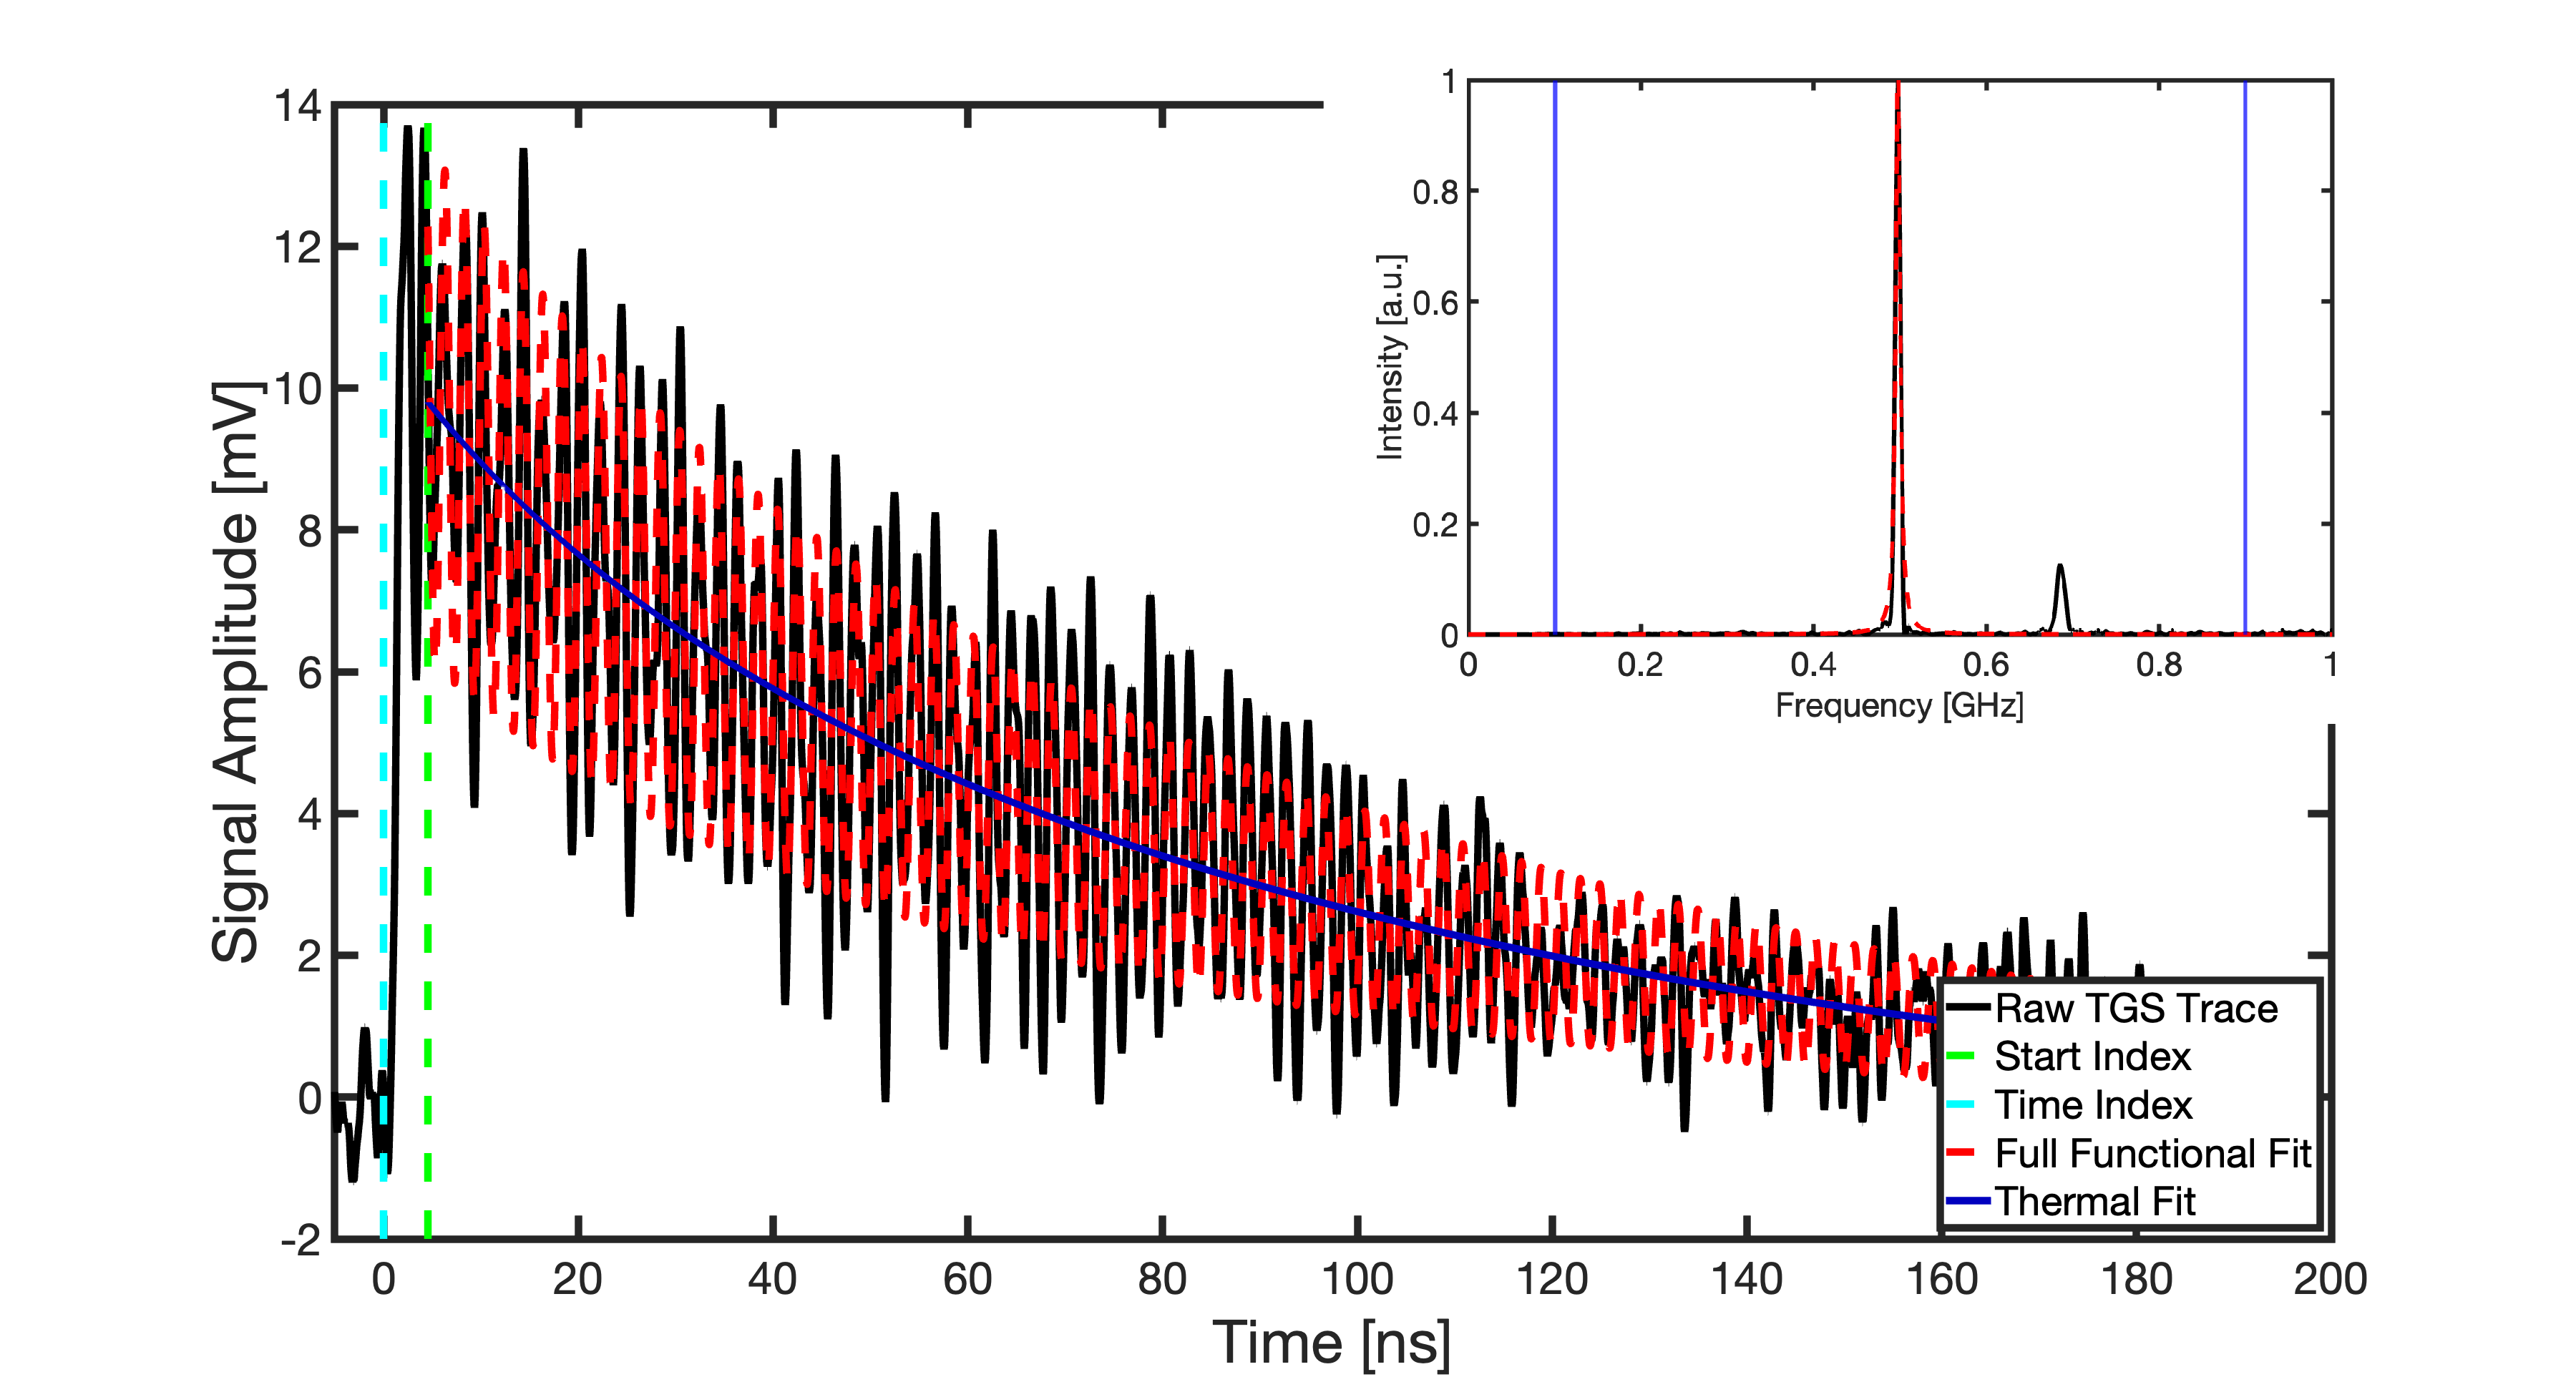 14
12
10
8
6
4
2
0
-2
Signal Amplitude [mV]
0 20 40 60 80 100 120 140 160 180 200
Time [ns]
1
0.8
0.6
0.4
0.2
0
Intensity [a.u.]
0 0.2 0.4 0.6 0.8 1
Frequency [GHz]
Raw TGS Trace
Start Index
Time Index
Full Functional Fit
Thermal Fit